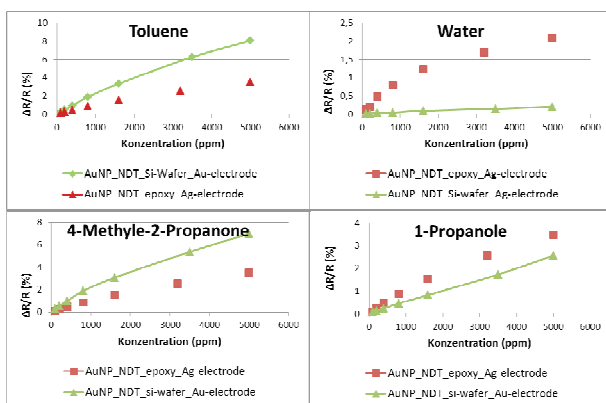 Toluene
ΔR/R (%)
10
8
6
4
2
0
0 1000 2000 3000 4000 5000 6000
Konzentration (ppm)
AuNP_NDT_Si-Wafer_Au-electrode
AuNP_NDT_epoxy_Ag-electrode
Water
ΔR/R (%)
2,5
2
1,5
1
0,5
0
0 1000 2000 3000 4000 5000 6000
Konzentration (ppm)
AuNP_NDT_epoxy_Ag-electrode
AuNP_NDT_Si-wafer_Ag-electrode
4-Methyle-2-Propanone
ΔR/R (%)
8
6
4
2
0
0 1000 2000 3000 4000 5000 6000
Konzentration (ppm)
AuNP_NDT_epoxy_Ag-electrode
AuNP_NDT_si-wafer_Au-electrode
1-Propanole
ΔR/R (%)
4
3
2
1
0
0 1000 2000 3000 4000 5000 6000
Konzentration (ppm)
AuNP_NDT_epoxy_Ag-electrode
AuNP_NDT_si-wafer_Au-electrode